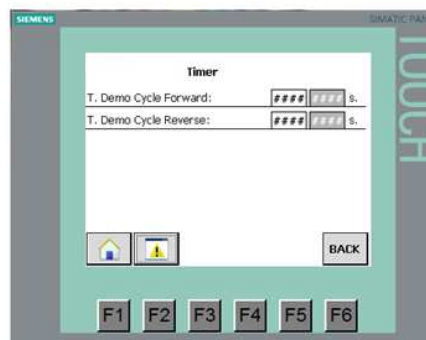 SIEMENS
SIMATIC PAN
TOUCH
Timer
T. Demo Cycle Forward: #### #### s.
T. Demo Cycle Reverse: #### #### s.
BACK
F1 F2 F3 F4 F5 F6